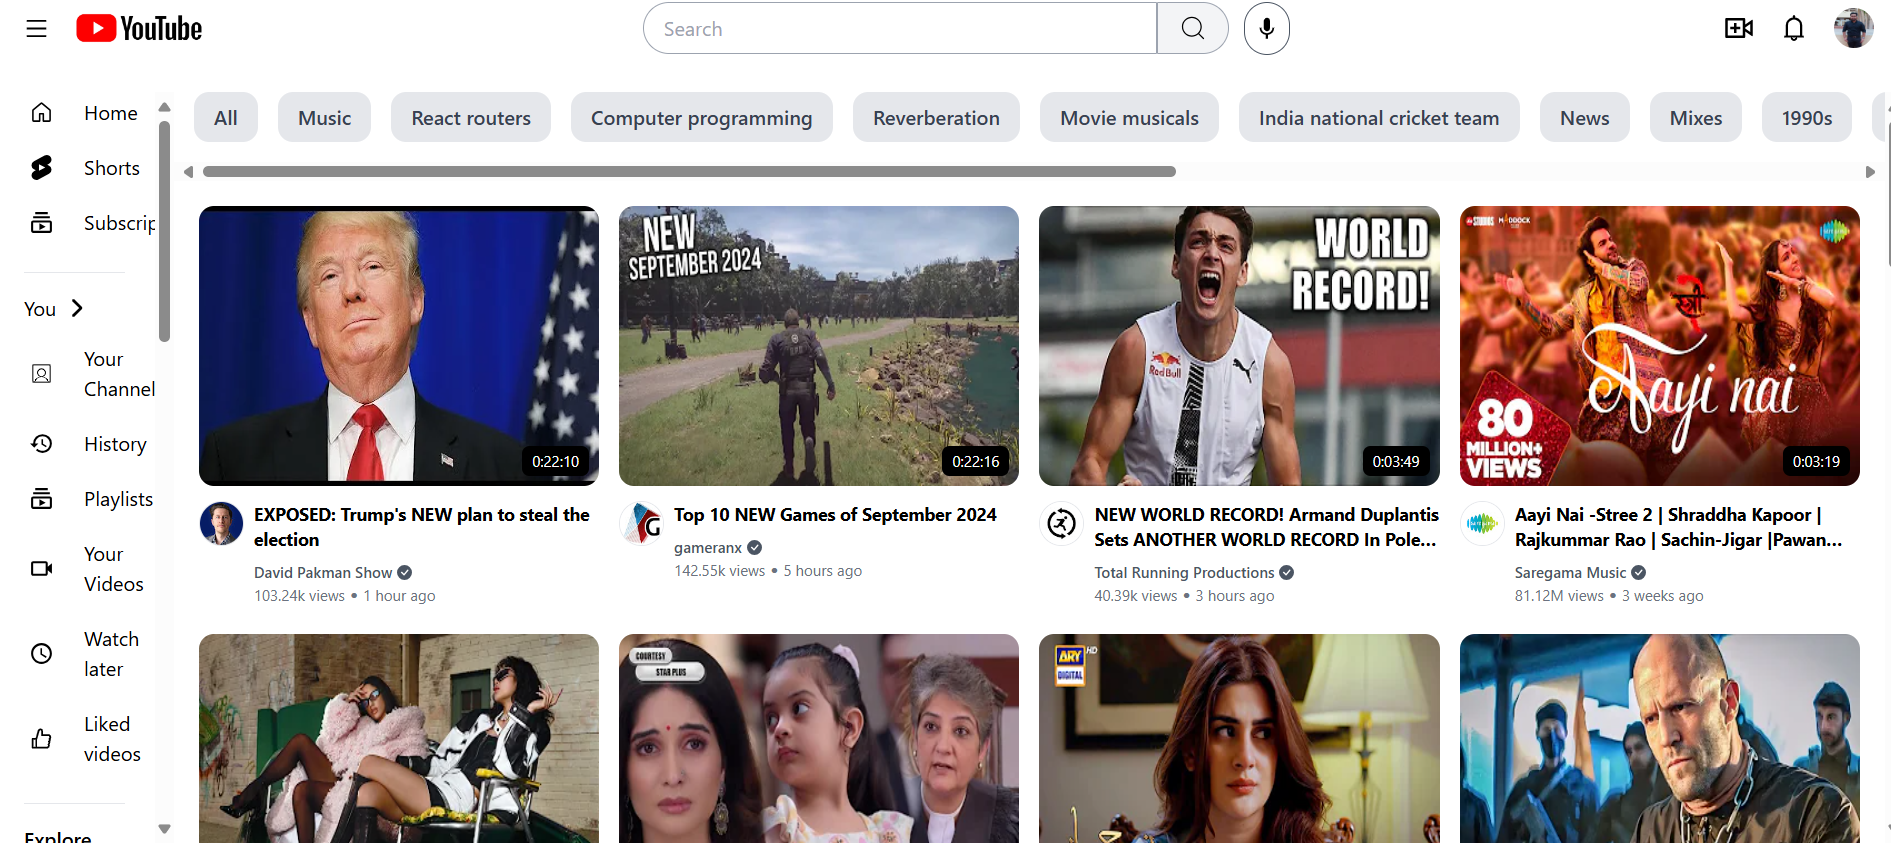 YouTube
Search
Home
Shorts
Subscrip
You
Your
Channel
History
Playlists
Your
Videos
Watch
later
Liked
videos
Explore
All
Music
React routers
Computer programming
Reverberation
Movie musicals
India national cricket team
News
Mixes
1990s
0:22:10
EXPOSED: Trump's NEW plan to steal the
election
David Pakman Show
103.24k views • 1 hour ago
NEW
SEPTEMBER 2024
0:22:16
G
Top 10 NEW Games of September 2024
gameranx
142.55k views • 5 hours ago
WORLD
RECORD!
Red Bull
0:03:49
NEW WORLD RECORD! Armand Duplantis
Sets ANOTHER WORLD RECORD In Pole...
Total Running Productions
40.39k views • 3 hours ago
STUDIOS MADDOCK
स्त्री २
Aayi nai
80
MILLION+
VIEWS
0:03:19
Aayi Nai -Stree 2 | Shraddha Kapoor |
Rajkummar Rao | Sachin-Jigar |Pawan...
Saregama Music
81.12M views • 3 weeks ago
COURTESY
STAR PLUS
ARY HD
DIGITAL